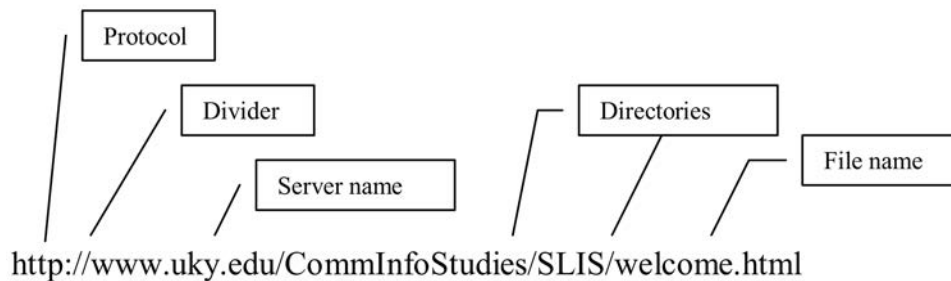 Protocol
Divider
Directories
Server name
File name
http://www.uky.edu/CommInfoStudies/SLIS/welcome.html